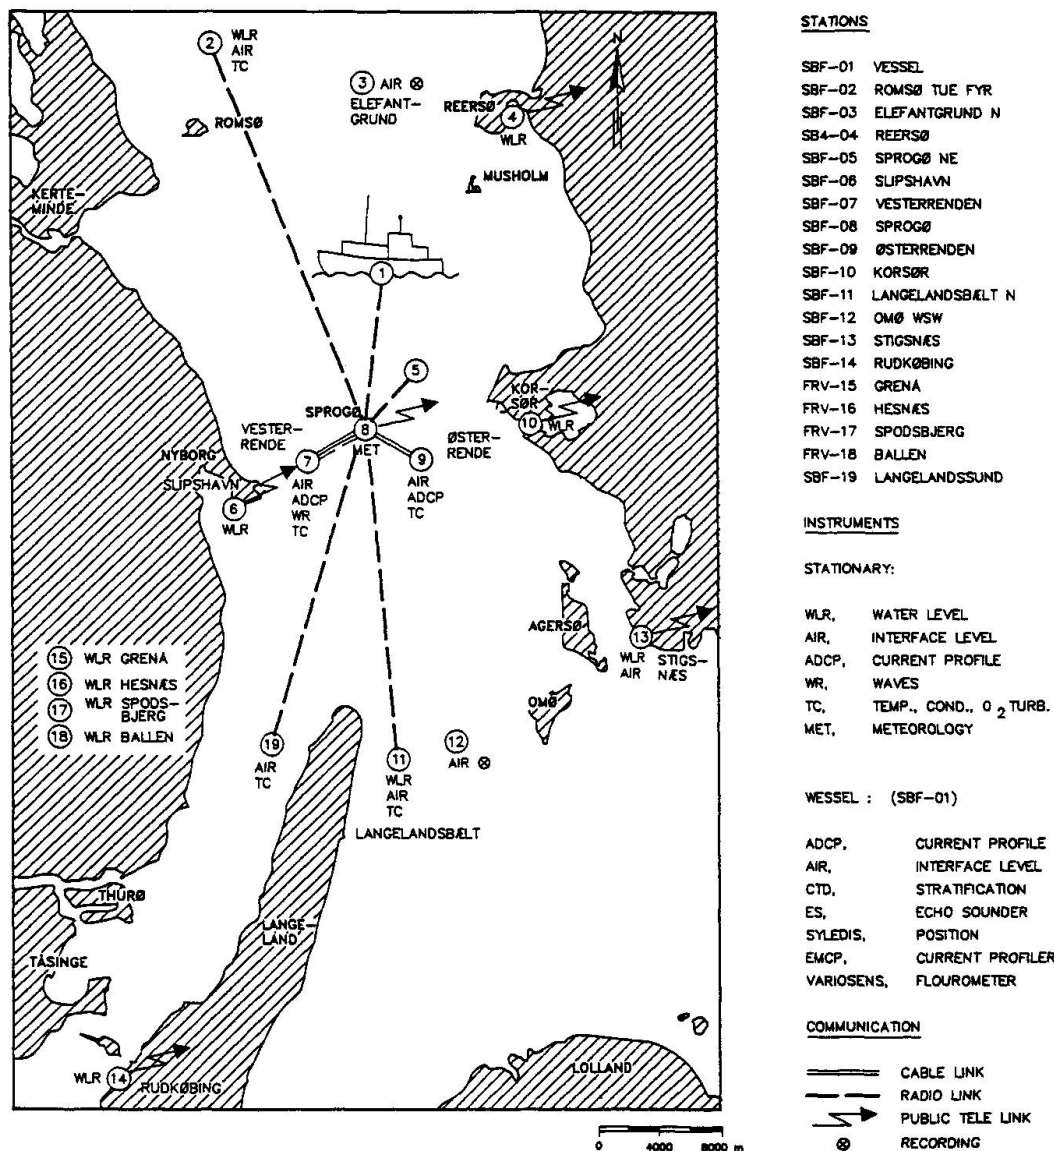 2
WLR
AIR
TC
3 AIR
ELEFANT-
GRUND
REERSØ
4
WLR
N
ROMSØ
MUSHOLM
KERTE-
MINDE
1
5
KOR-
SØR
10 WLR
SPROGØ
8
MET
VESTER-
RENDE
ØSTER-
RENDE
NYBORG
SLIPSHAVN
7
AIR
ADCP
WR
TC
9
AIR
ADCP
TC
6
WLR
AGERSØ
13
WLR
AIR
STIGS-
NÆS
15 WLR GRENÅ
16 WLR HESNÆS
17 WLR SPODS-
BJERG
18 WLR BALLEN
OMØ
19
AIR
TC
11
WLR
AIR
TC
12
AIR
LANGELANDSBÆLT
THURØ
LANGE-
LAND
TÅSINGE
WLR 14
RUDKØBING
LOLLAND
0 4000 8000 m
STATIONS
SBF-01 VESSEL
SBF-02 ROMSØ TUE FYR
SBF-03 ELEFANTGRUND N
SB4-04 REERSØ
SBF-05 SPROGØ NE
SBF-06 SLIPSHAVN
SBF-07 VESTERRENDEN
SBF-08 SPROGØ
SBF-09 ØSTERRENDEN
SBF-10 KORSØR
SBF-11 LANGELANDSBÆLT N
SBF-12 OMØ WSW
SBF-13 STIGSNÆS
SBF-14 RUDKØBING
FRV-15 GRENÅ
FRV-16 HESNÆS
FRV-17 SPODSBJERG
FRV-18 BALLEN
SBF-19 LANGELANDSSUND
INSTRUMENTS
STATIONARY:
WLR, WATER LEVEL
AIR, INTERFACE LEVEL
ADCP, CURRENT PROFILE
WR, WAVES
TC, TEMP., COND., O2 TURB.
MET, METEOROLOGY
WESSEL : (SBF-01)
ADCP, CURRENT PROFILE
AIR, INTERFACE LEVEL
CTD, STRATIFICATION
ES, ECHO SOUNDER
SYLEDIS, POSITION
EMCP, CURRENT PROFILER
VARIOSENS, FLOUROMETER
COMMUNICATION
CABLE LINK
RADIO LINK
PUBLIC TELE LINK
RECORDING